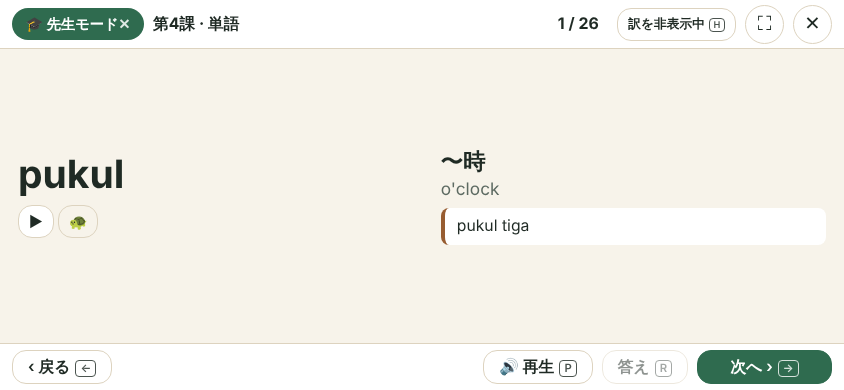 🎓 先生モード✕ 第4課 · 単語 1 / 26 訳を非表示中 H ✕
pukul
▶ 🐢
〜時
o'clock
pukul tiga
‹ 戻る ← 🔊 再生 P 答え R 次へ › →